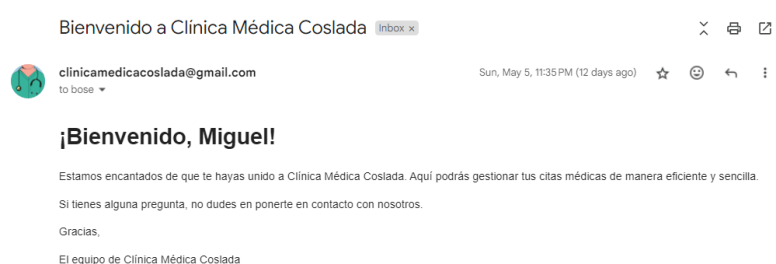 Bienvenido a Clínica Médica Coslada Inbox ×
clinicamedicacoslada@gmail.com Sun, May 5, 11:35 PM (12 days ago)
to bose
¡Bienvenido, Miguel!
Estamos encantados de que te hayas unido a Clínica Médica Coslada. Aquí podrás gestionar tus citas médicas de manera eficiente y sencilla.
Si tienes alguna pregunta, no dudes en ponerte en contacto con nosotros.
Gracias,
El equipo de Clínica Médica Coslada